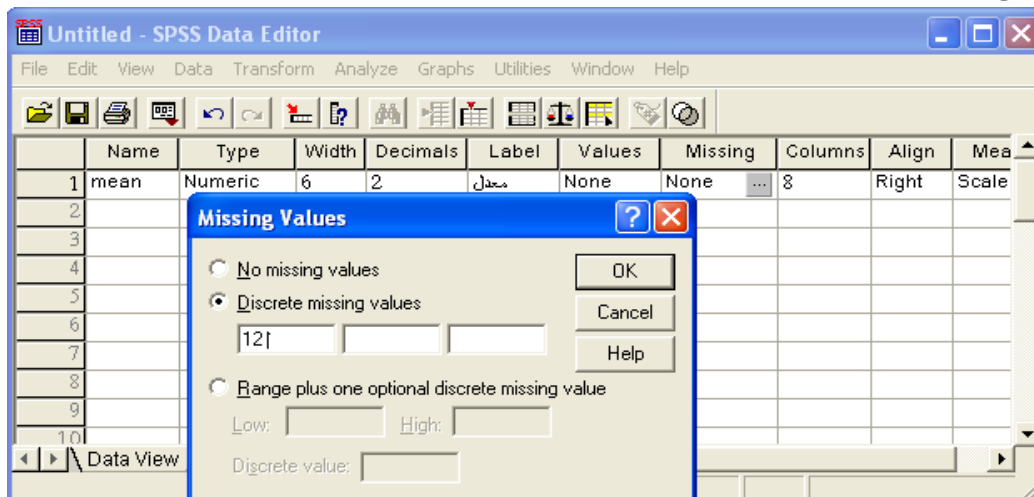 Untitled - SPSS Data Editor
File Edit View Data Transform Analyze Graphs Utilities Window Help
Name Type Width Decimals Label Values Missing Columns Align Mea
1 mean Numeric 6 2 معدل None None ... 8 Right Scale
2
3
4
5
6
7
8
9
10
Missing Values
No missing values
OK
Discrete missing values
Cancel
12
Help
Range plus one optional discrete missing value
Low: High:
Discrete value:
Data View